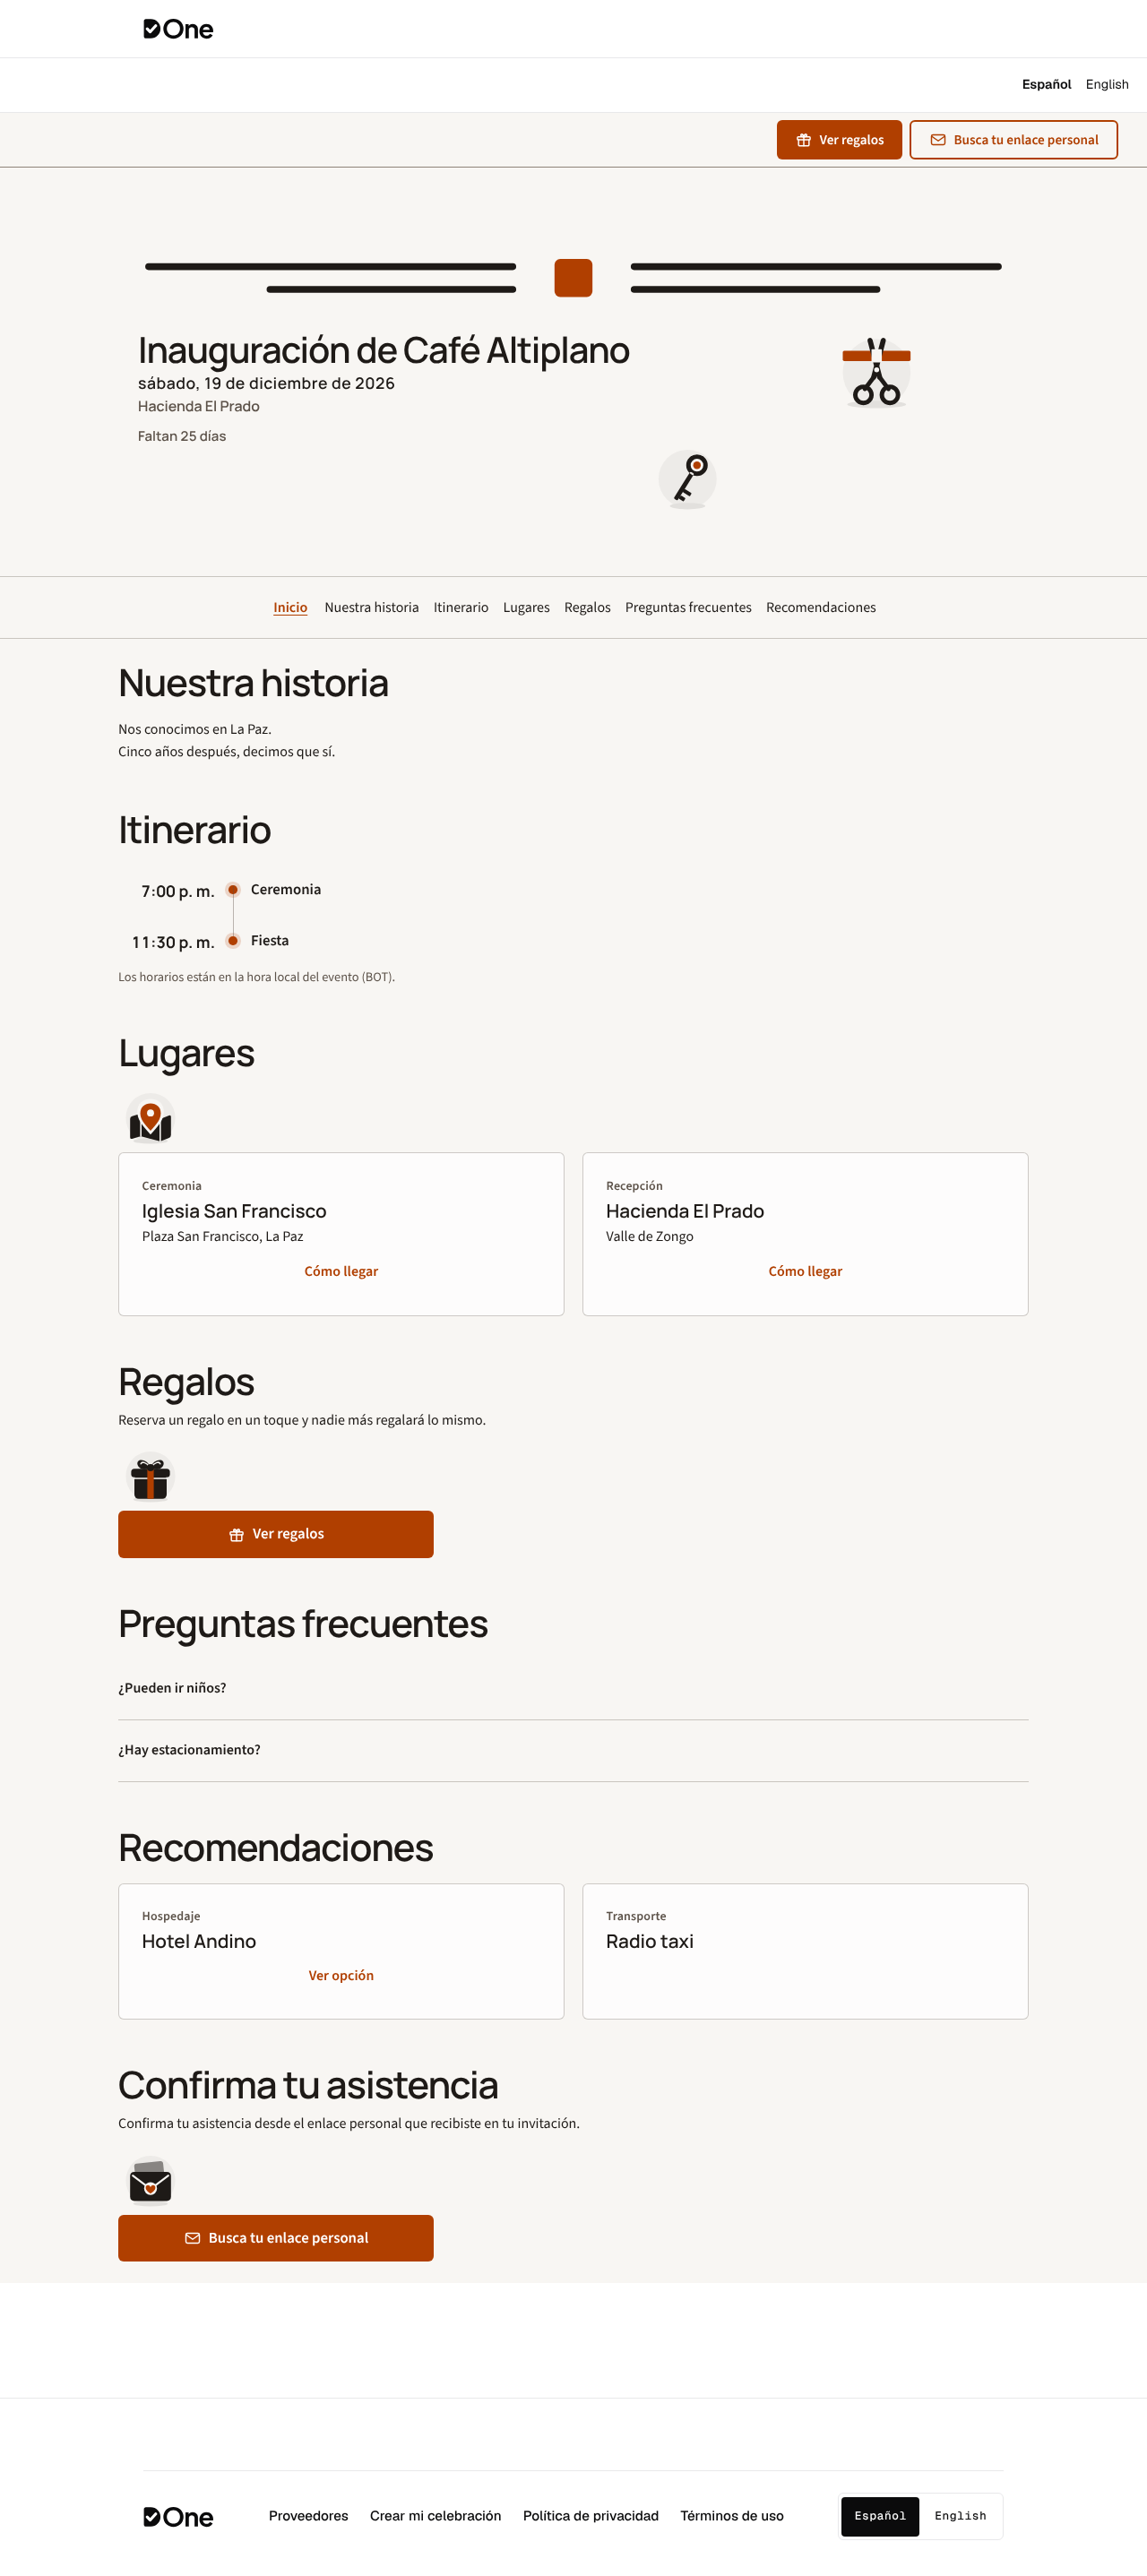 One
Español English
Ver regalos Busca tu enlace personal
Inauguración de Café Altiplano
sábado, 19 de diciembre de 2026
Hacienda El Prado
Faltan 25 días
Inicio Nuestra historia Itinerario Lugares Regalos Preguntas frecuentes Recomendaciones
Nuestra historia
Nos conocimos en La Paz.
Cinco años después, decimos que sí.
Itinerario
7:00 p. m. Ceremonia
11:30 p. m. Fiesta
Los horarios están en la hora local del evento (BOT).
Lugares
Ceremonia
Iglesia San Francisco
Plaza San Francisco, La Paz
Cómo llegar
Recepción
Hacienda El Prado
Valle de Zongo
Cómo llegar
Regalos
Reserva un regalo en un toque y nadie más regalará lo mismo.
Ver regalos
Preguntas frecuentes
¿Pueden ir niños?
¿Hay estacionamiento?
Recomendaciones
Hospedaje
Hotel Andino
Ver opción
Transporte
Radio taxi
Confirma tu asistencia
Confirma tu asistencia desde el enlace personal que recibiste en tu invitación.
Busca tu enlace personal
One
Proveedores Crear mi celebración Política de privacidad Términos de uso
Español English